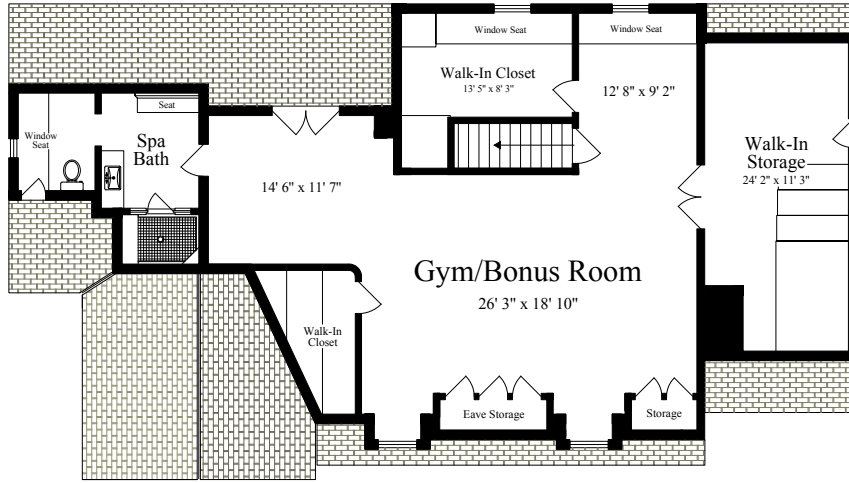 Window Seat
Window Seat
Walk-In Closet
13' 5" x 8' 3"
12' 8" x 9' 2"
Seat
Window
Seat
Spa
Bath
Walk-In
Storage
24' 2" x 11' 3"
14' 6" x 11' 7"
Gym/Bonus Room
26' 3" x 18' 10"
Walk-In
Closet
Eave Storage
Storage